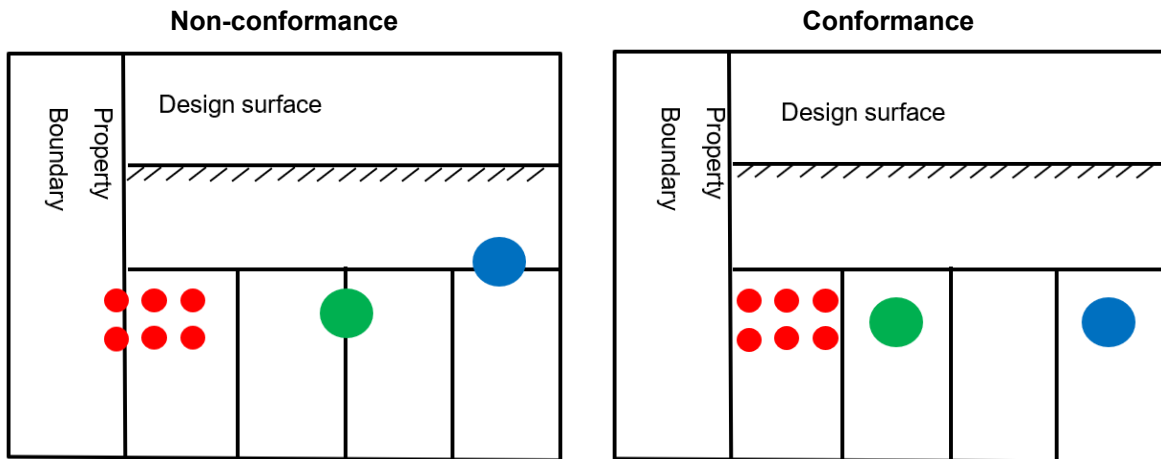 Non-conformance
Conformance
Design surface
Property
Boundary
Design surface
Property
Boundary